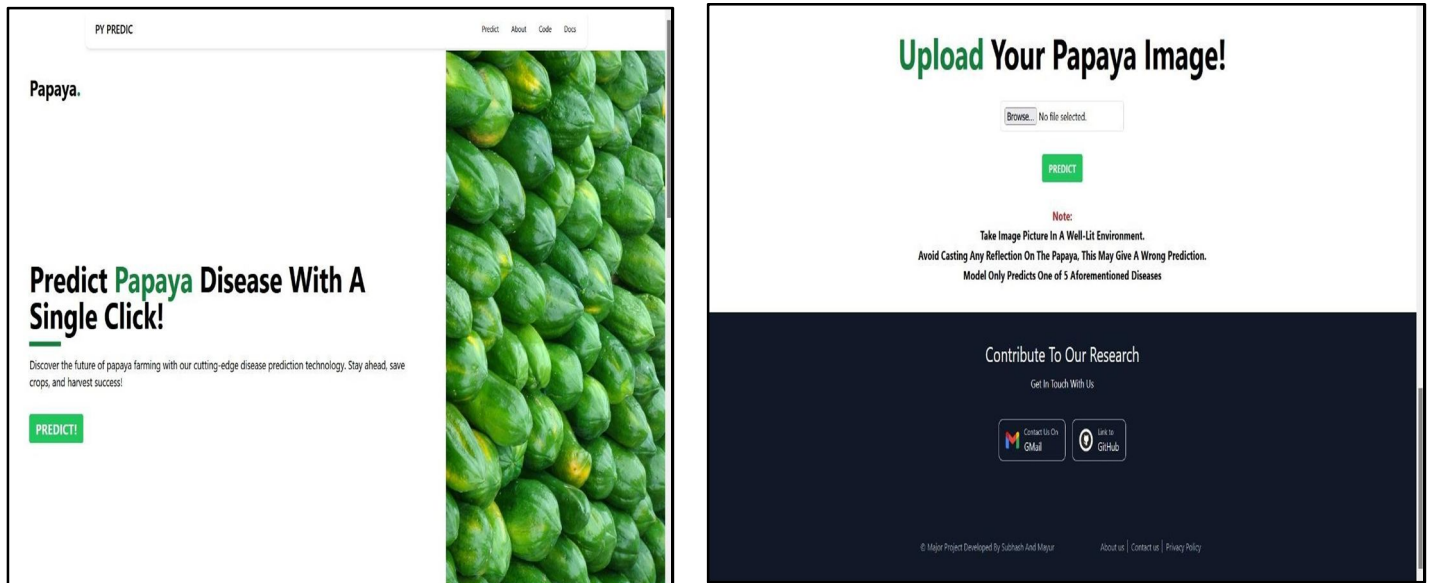 PY PREDIC
Predict About Code Docs
Papaya.
Predict Papaya Disease With A
Single Click!
Discover the future of papaya farming with our cutting-edge disease prediction technology. Stay ahead, save
crops, and harvest success!
PREDICT!
Upload Your Papaya Image!
Browse... No file selected.
PREDICT
Note:
Take Image Picture In A Well-Lit Environment.
Avoid Casting Any Reflection On The Papaya, This May Give A Wrong Prediction.
Model Only Predicts One of 5 Aforementioned Diseases
Contribute To Our Research
Get In Touch With Us
Contact Us On
GMail
Link to
GitHub
© Major Project Developed By Subhash And Mayur
About us | Contact us | Privacy Policy